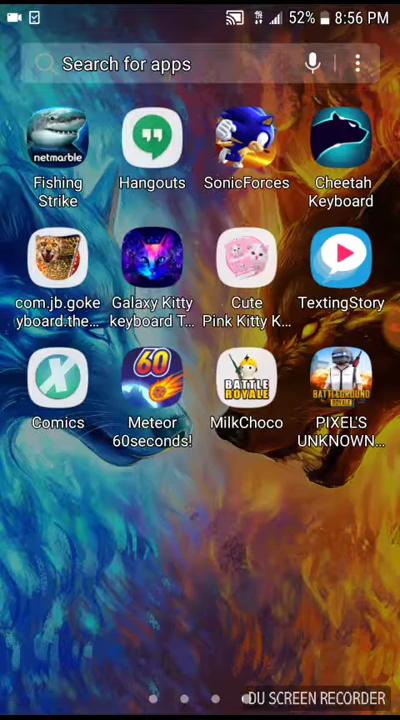 52% 8:56 PM
Search for apps
netmarble
Fishing Strike
Hangouts
SonicForces
Cheetah Keyboard
com.jb.goke yboard.the...
Galaxy Kitty keyboard T...
Cute Pink Kitty K...
TextingStory
60
BATTLE ROYALE
BATTLEGROUND
ROYALE
Comics
Meteor 60seconds!
MilkChoco
PIXEL'S UNKNOWN...
DU SCREEN RECORDER